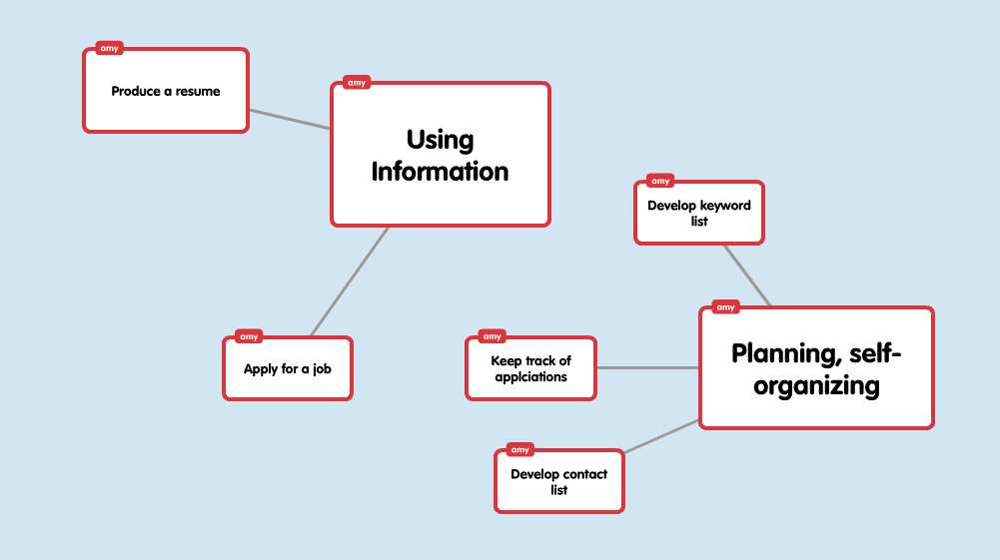 amy
Produce a resume
amy
Using
Information
amy
Develop keyword
list
amy
Planning, self-
organizing
amy
Apply for a job
amy
Keep track of
applciations
amy
Develop contact
list